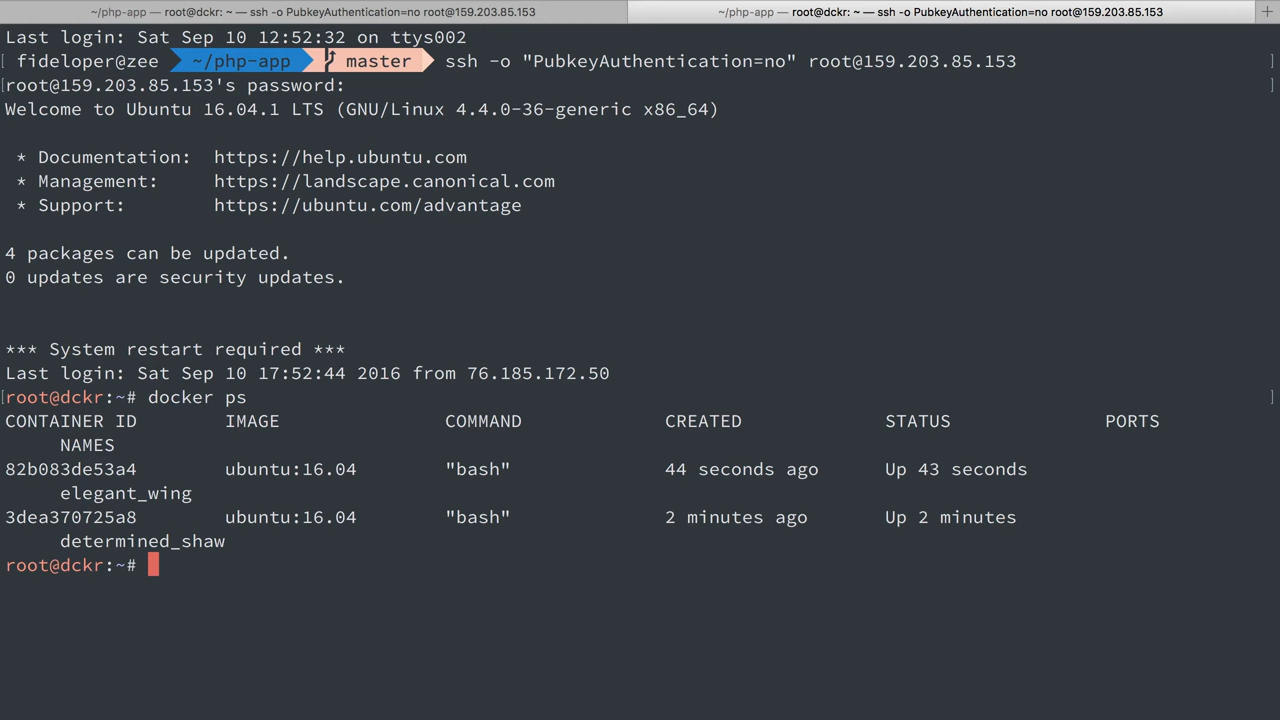 ~/php-app — root@dckr: ~ — ssh -o PubkeyAuthentication=no root@159.203.85.153
~/php-app — root@dckr: ~ — ssh -o PubkeyAuthentication=no root@159.203.85.153
Last login: Sat Sep 10 12:52:32 on ttys002
[ fideloper@zee ~/php-app master ssh -o "PubkeyAuthentication=no" root@159.203.85.153 ]
[root@159.203.85.153's password: ]
Welcome to Ubuntu 16.04.1 LTS (GNU/Linux 4.4.0-36-generic x86_64)
* Documentation: https://help.ubuntu.com
* Management: https://landscape.canonical.com
* Support: https://ubuntu.com/advantage
4 packages can be updated.
0 updates are security updates.
*** System restart required ***
Last login: Sat Sep 10 17:52:44 2016 from 76.185.172.50
[root@dckr:~# docker ps ]
CONTAINER ID IMAGE COMMAND CREATED STATUS PORTS
NAMES
82b083de53a4 ubuntu:16.04 "bash" 44 seconds ago Up 43 seconds
elegant_wing
3dea370725a8 ubuntu:16.04 "bash" 2 minutes ago Up 2 minutes
determined_shaw
root@dckr:~#